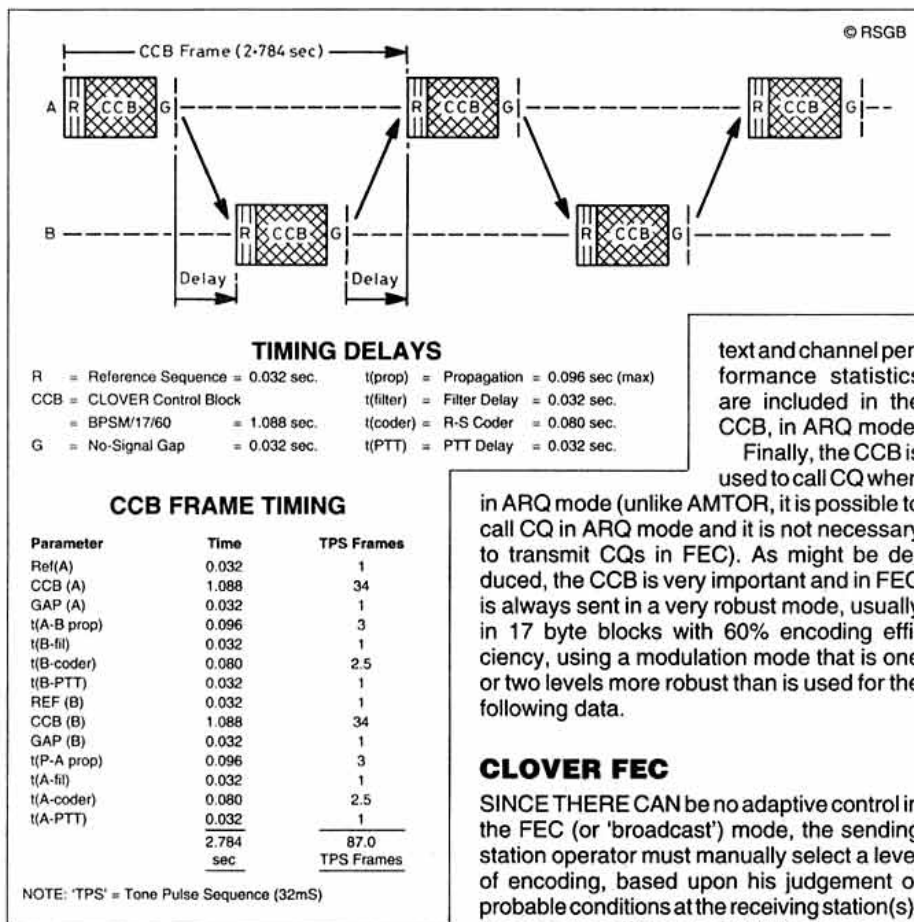 © RSGB
CCB Frame (2·784 sec)
A R CCB G R CCB G R CCB G
B R CCB G R CCB G
Delay Delay
TIMING DELAYS
R = Reference Sequence = 0.032 sec. t(prop) = Propagation = 0.096 sec (max)
CCB = CLOVER Control Block t(filter) = Filter Delay = 0.032 sec.
= BPSM/17/60 = 1.088 sec. t(coder) = R-S Coder = 0.080 sec.
G = No-Signal Gap = 0.032 sec. t(PTT) = PTT Delay = 0.032 sec.
CCB FRAME TIMING
Parameter Time TPS Frames
Ref(A) 0.032 1
CCB (A) 1.088 34
GAP (A) 0.032 1
t(A-B prop) 0.096 3
t(B-fil) 0.032 1
t(B-coder) 0.080 2.5
t(B-PTT) 0.032 1
REF (B) 0.032 1
CCB (B) 1.088 34
GAP (B) 0.032 1
t(P-A prop) 0.096 3
t(A-fil) 0.032 1
t(A-coder) 0.080 2.5
t(A-PTT) 0.032 1
2.784 87.0
sec TPS Frames
NOTE: 'TPS' = Tone Pulse Sequence (32mS)
text and channel per
formance statistics
are included in the
CCB, in ARQ mode
Finally, the CCB is
used to call CQ when
in ARQ mode (unlike AMTOR, it is possible to
call CQ in ARQ mode and it is not necessary
to transmit CQs in FEC). As might be de
duced, the CCB is very important and in FEC
is always sent in a very robust mode, usually
in 17 byte blocks with 60% encoding effi
ciency, using a modulation mode that is one
or two levels more robust than is used for the
following data.
CLOVER FEC
SINCE THERE CAN be no adaptive control in
the FEC (or 'broadcast') mode, the sending
station operator must manually select a leve
of encoding, based upon his judgement o
probable conditions at the receiving station(s)